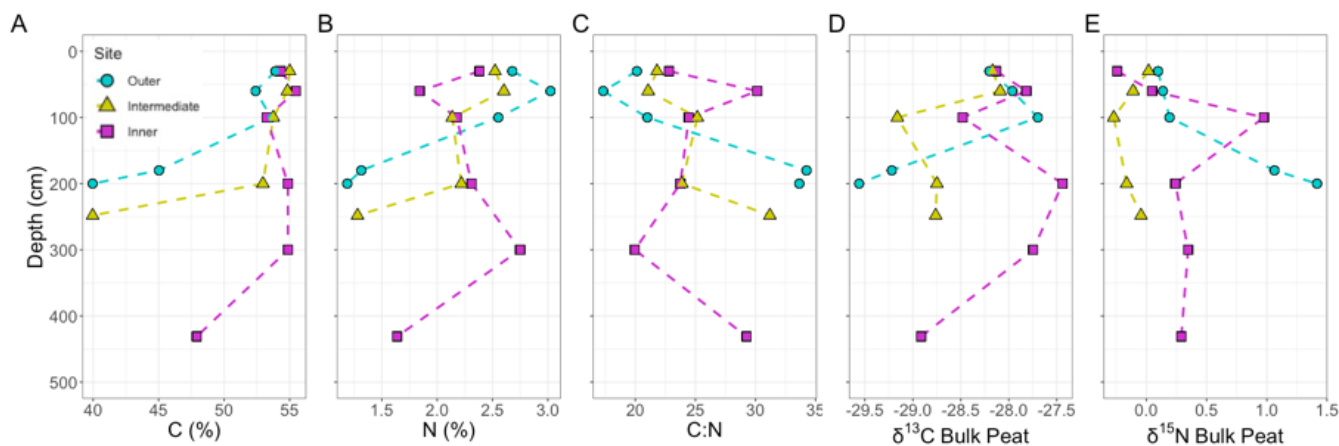 A B C D E
Site
Outer
Intermediate
Inner
Depth (cm)
0
100
200
300
400
500
40 45 50 55
C (%)
1.5 2.0 2.5 3.0
N (%)
20 25 30 35
C:N
-29.5 -29.0 -28.5 -28.0 -27.5
δ¹³C Bulk Peat
0.0 0.5 1.0 1.5
δ¹⁵N Bulk Peat